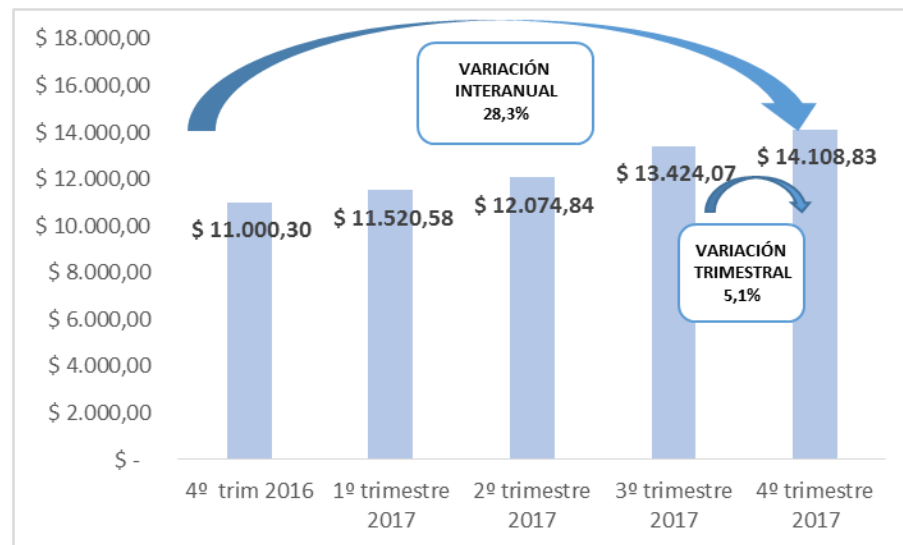 $ 18.000,00
$ 16.000,00
$ 14.000,00
$ 12.000,00
$ 10.000,00
$ 8.000,00
$ 6.000,00
$ 4.000,00
$ 2.000,00
$ -
VARIACIÓN
INTERANUAL
28,3%
$ 11.000,30
$ 11.520,58
$ 12.074,84
$ 13.424,07
$ 14.108,83
VARIACIÓN
TRIMESTRAL
5,1%
4º trim 2016
1º trimestre
2017
2º trimestre
2017
3º trimestre
2017
4º trimestre
2017